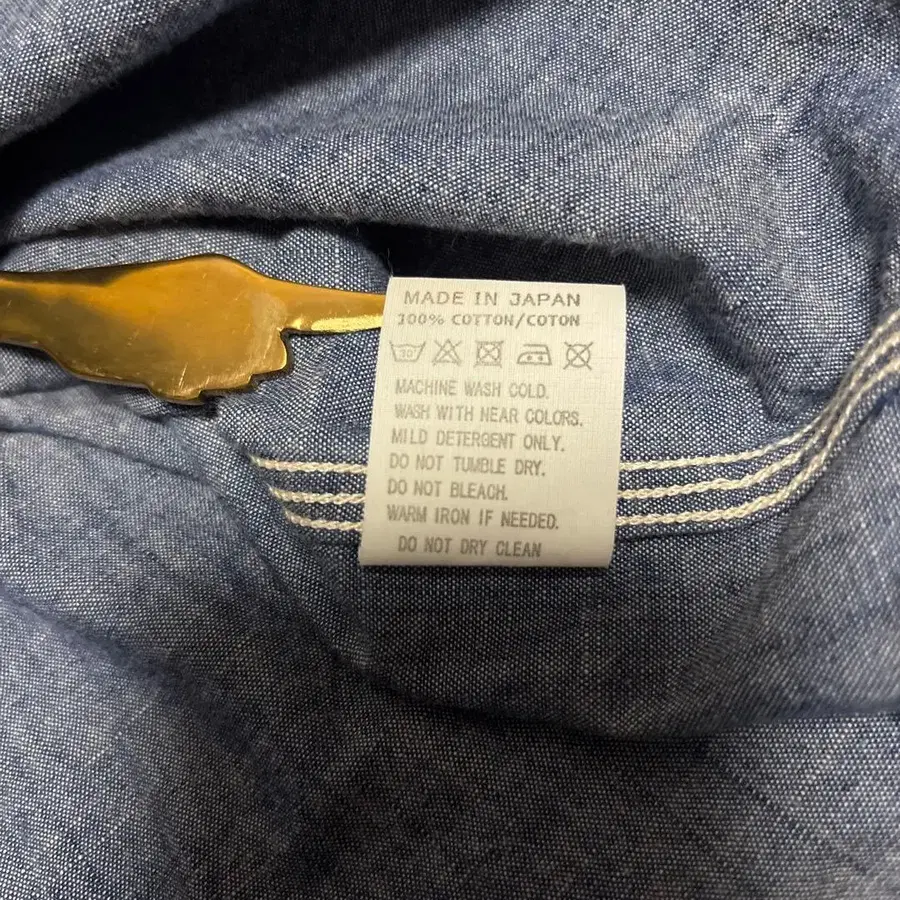 MADE IN JAPAN
100% COTTON/COTON
30
MACHINE WASH COLD.
WASH WITH NEAR COLORS.
MILD DETERGENT ONLY.
DO NOT TUMBLE DRY.
DO NOT BLEACH.
WARM IRON IF NEEDED.
DO NOT DRY CLEAN